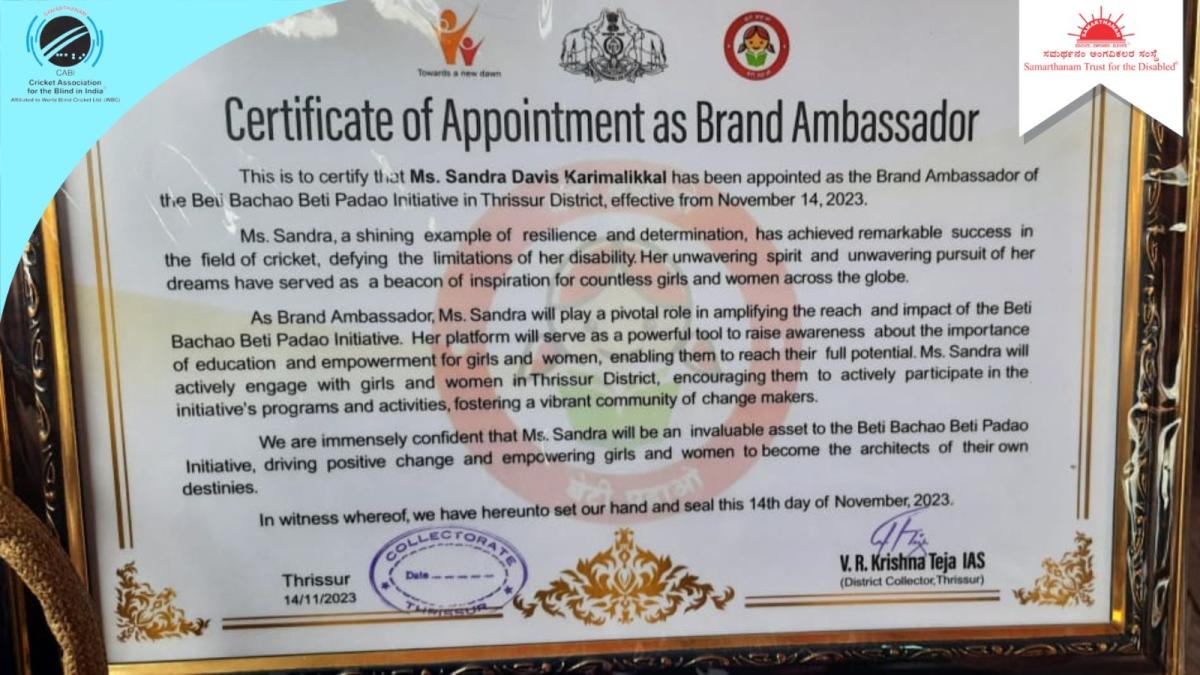 SAMARTHANAM
CABI
Cricket Association
for the Blind in India
Affiliated to World Blind Cricket Ltd. (WBC)
Towards a new dawn
SAMARTHANAM
ಸಮರ್ಥನಂ ಅಂಗವಿಕಲರ ಸಂಸ್ಥೆ
Samarthanam Trust for the Disabled
Certificate of Appointment as Brand Ambassador
This is to certify that Ms. Sandra Davis Karimalikkal has been appointed as the Brand Ambassador of
the Beti Bachao Beti Padao Initiative in Thrissur District, effective from November 14, 2023.
Ms. Sandra, a shining example of resilience and determination, has achieved remarkable success in
the field of cricket, defying the limitations of her disability. Her unwavering spirit and unwavering pursuit of her
dreams have served as a beacon of inspiration for countless girls and women across the globe.
As Brand Ambassador, Ms. Sandra will play a pivotal role in amplifying the reach and impact of the Beti
Bachao Beti Padao Initiative. Her platform will serve as a powerful tool to raise awareness about the importance
of education and empowerment for girls and women, enabling them to reach their full potential. Ms. Sandra will
actively engage with girls and women in Thrissur District, encouraging them to actively participate in the
initiative's programs and activities, fostering a vibrant community of change makers.
We are immensely confident that Ms. Sandra will be an invaluable asset to the Beti Bachao Beti Padao
Initiative, driving positive change and empowering girls and women to become the architects of their own
destinies.
बेटी पढ़ाओ
In witness whereof, we have hereunto set our hand and seal this 14th day of November, 2023.
Thrissur
14/11/2023
COLLECTORATE
Date
THRISSUR
V. R. Krishna Teja IAS
(District Collector, Thrissur)